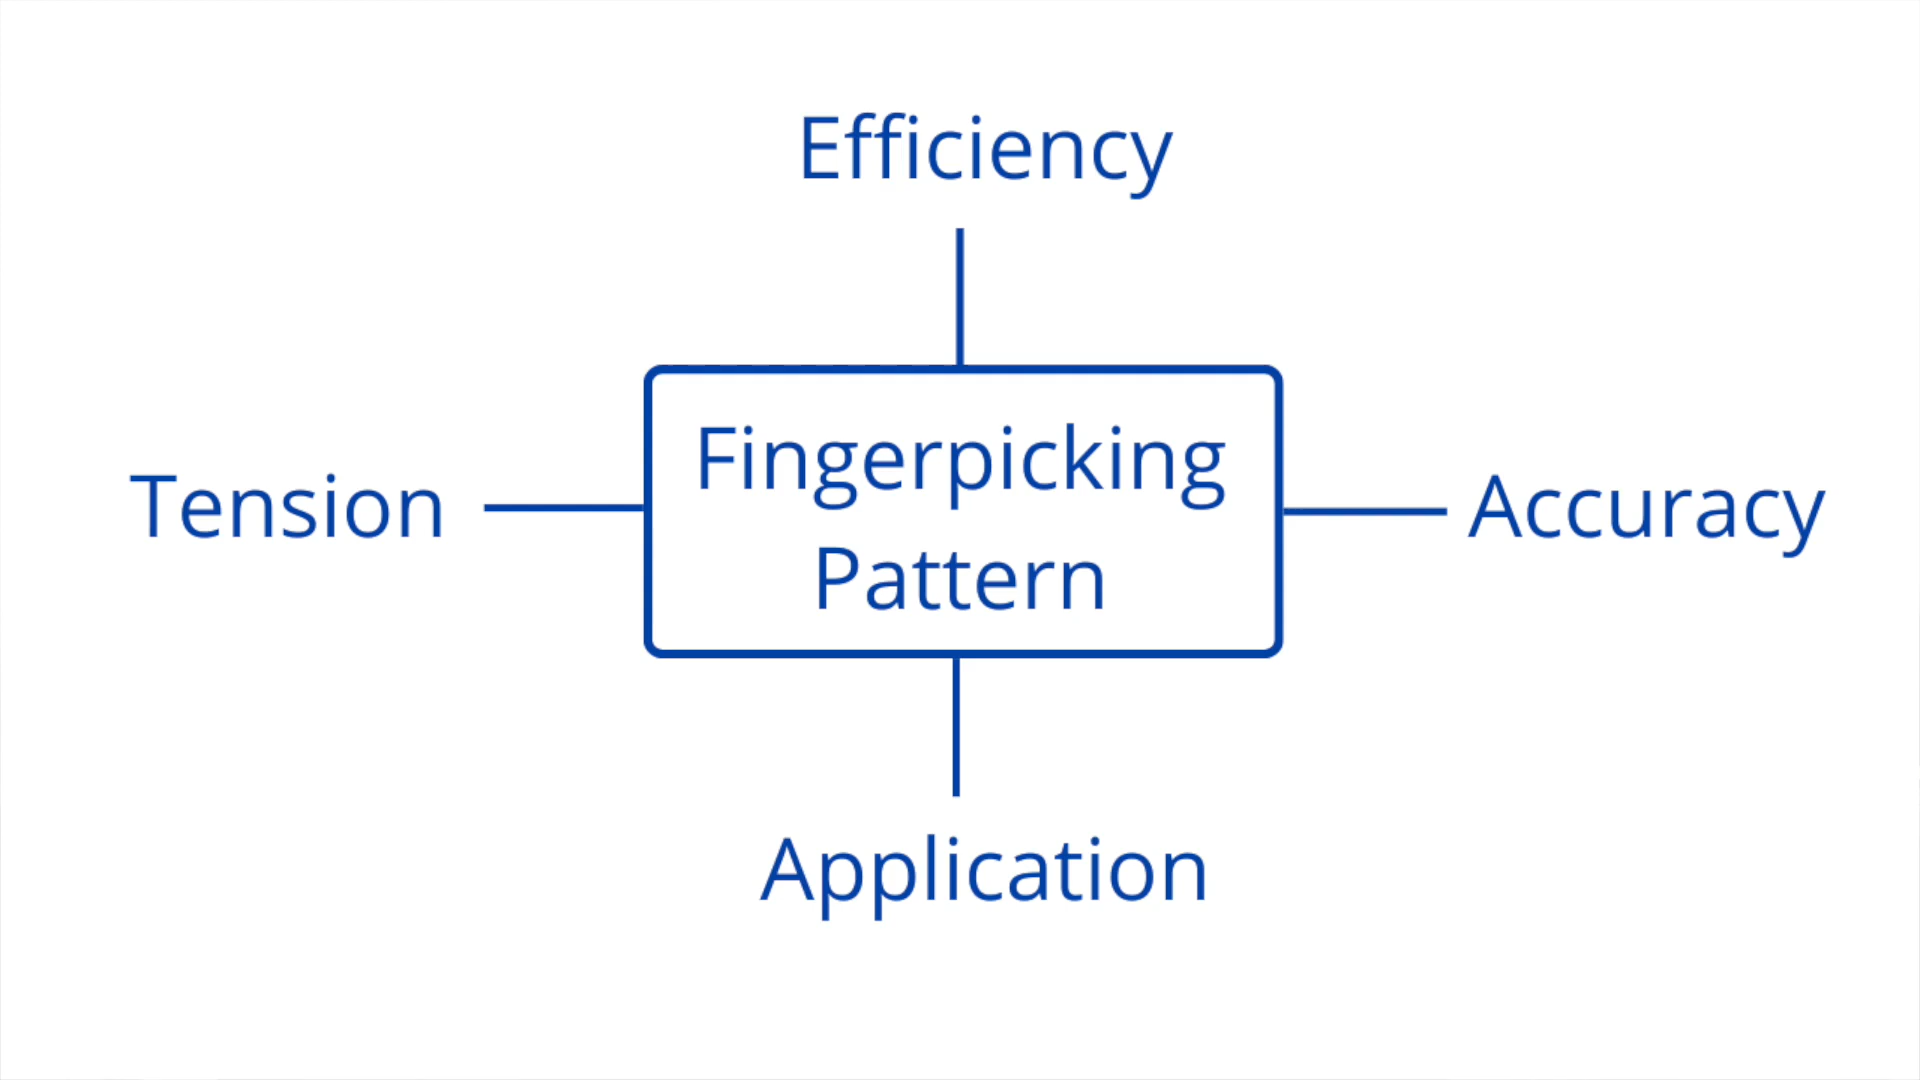 Efficiency
Tension
Fingerpicking
Pattern
Accuracy
Application